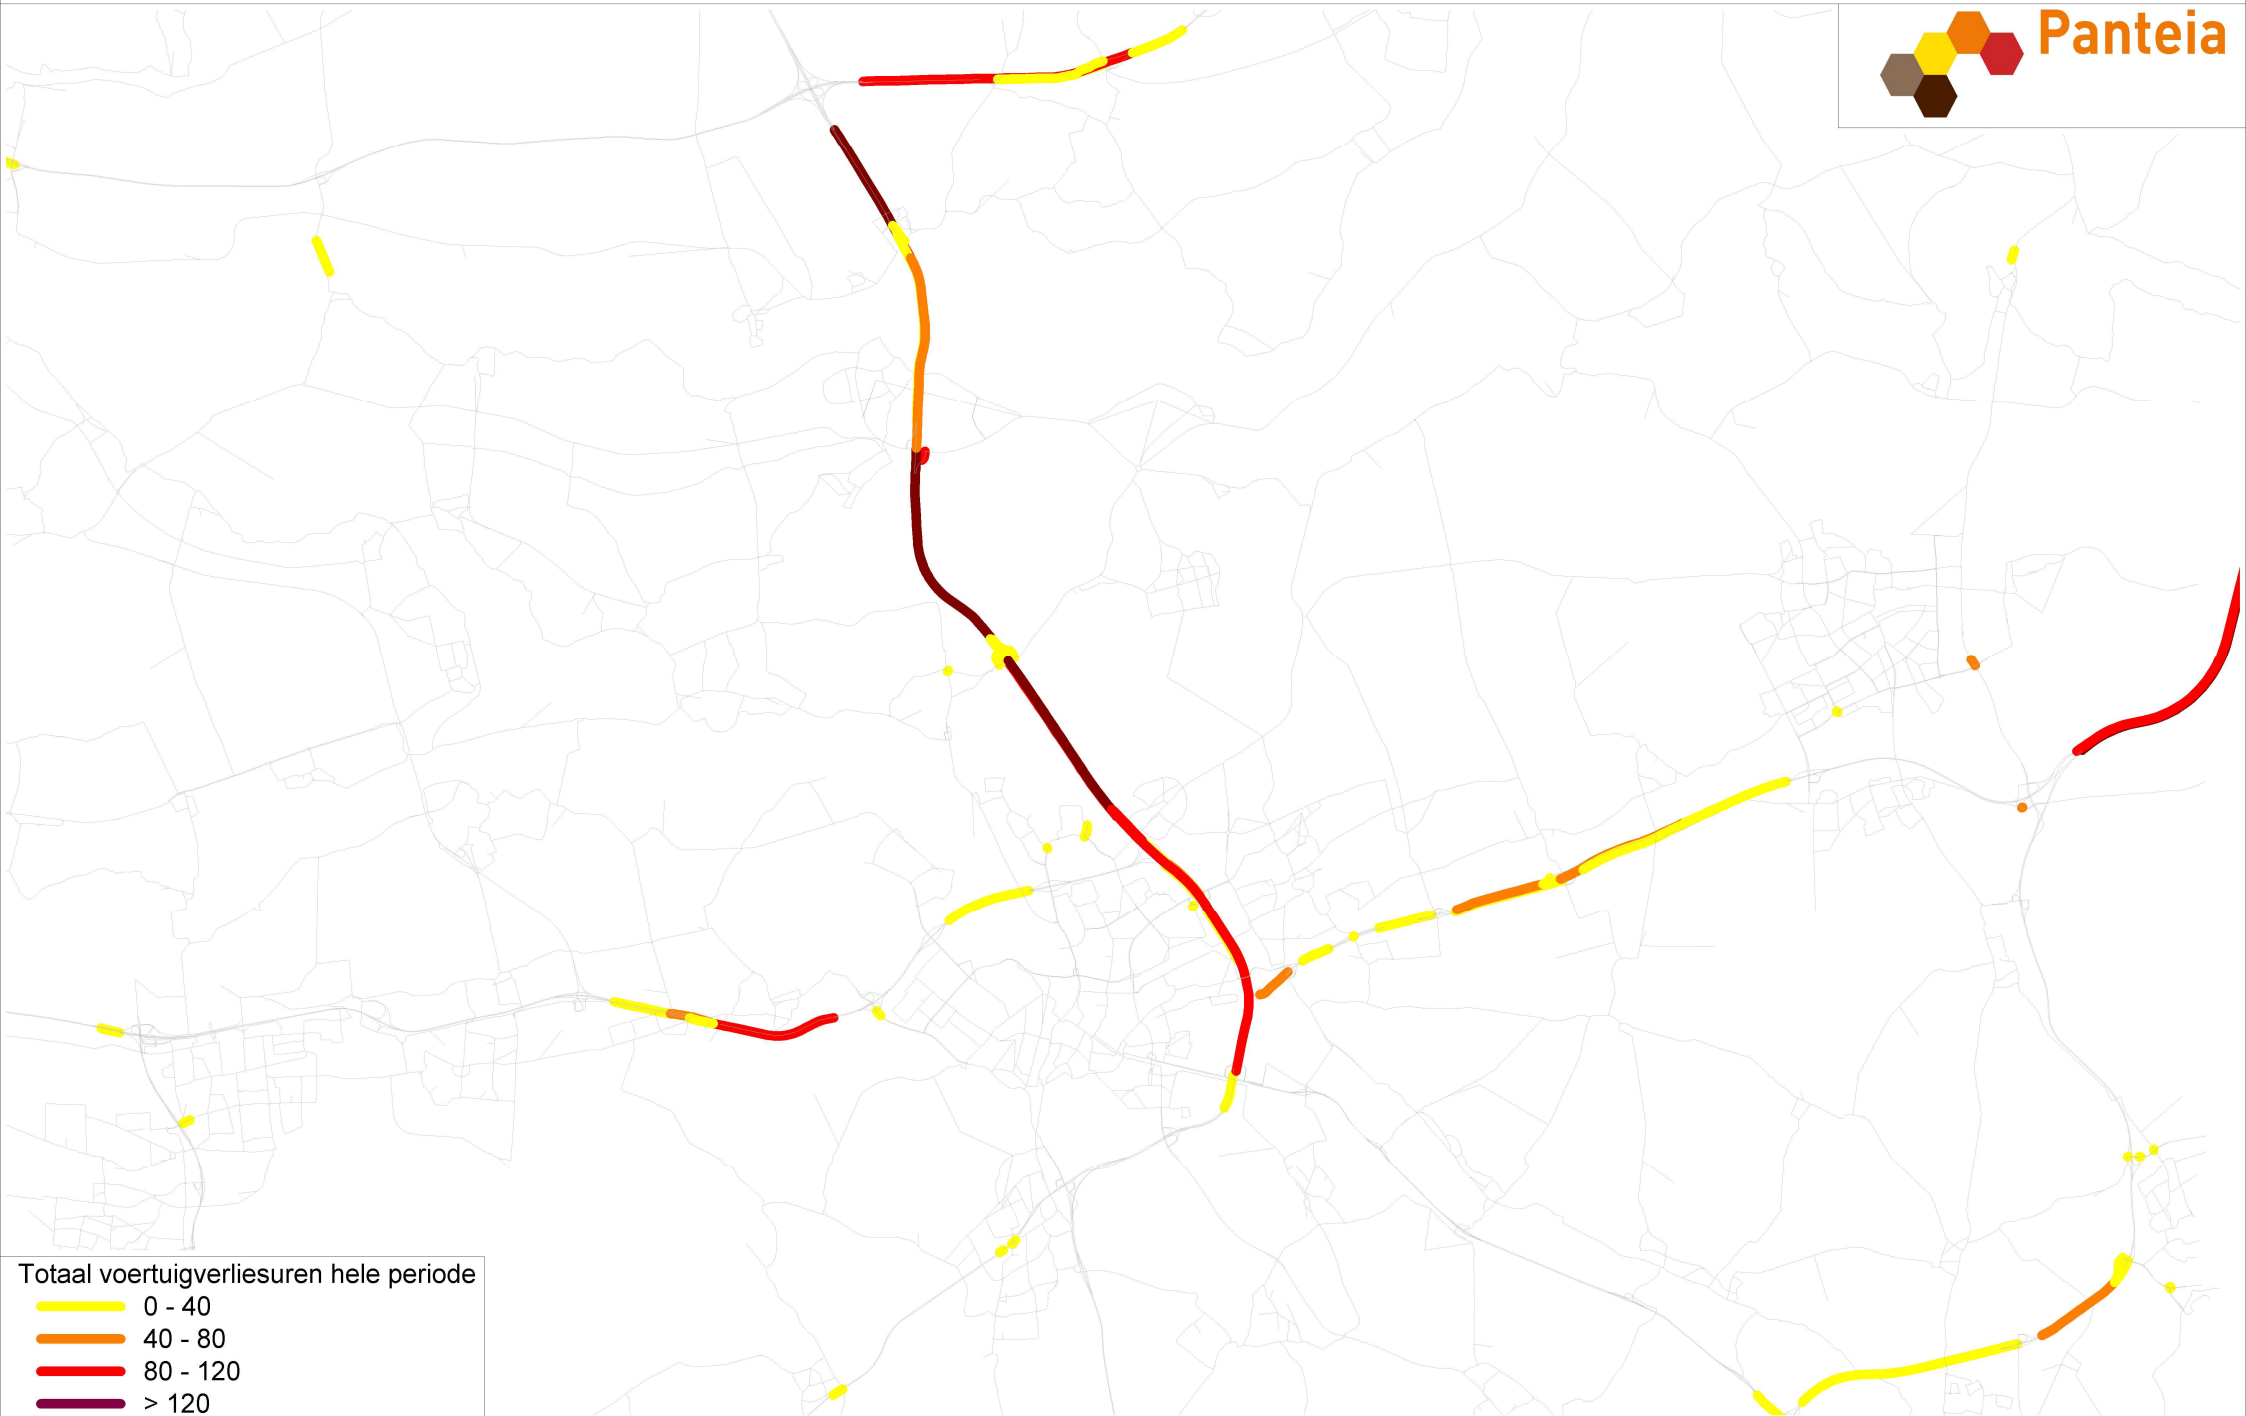 Panteia
Totaal voertuigverliesuren hele periode
0 - 40
40 - 80
80 - 120
> 120